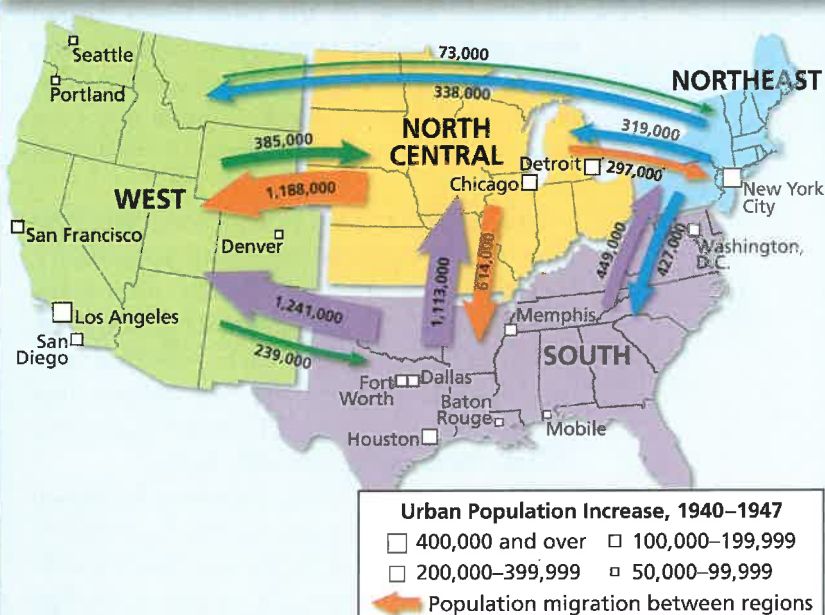 Seattle
Portland
73,000
338,000
NORTHEAST
319,000
NORTH
CENTRAL
385,000
Detroit
297,000
Chicago
1,188,000
WEST
New York
City
San Francisco
Denver
Washington,
D.C.
449,000
427,000
614,000
1,113,000
1,241,000
Los Angeles
San
Diego
239,000
Memphis
SOUTH
Fort
Worth
Dallas
Baton
Rouge
Mobile
Houston
Urban Population Increase, 1940–1947
400,000 and over
100,000–199,999
200,000–399,999
50,000–99,999
Population migration between regions